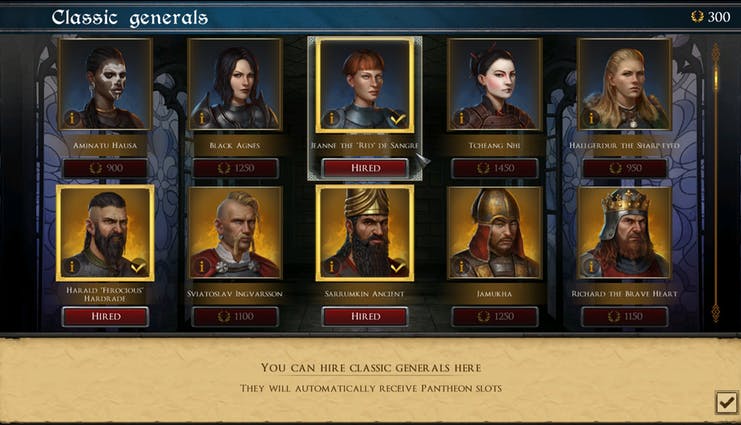 Classic generals
300
Aminatu Hausa
Black Agnes
Jeanne the "Red" de Sangre
Tcheang Nhi
Hallgerdur the Sharp-eyed
900
1250
Hired
1450
950
Harald "Ferocious"
Hardrade
Sviatoslav Ingvarsson
Sarrumkin Ancient
Jamukha
Richard the Brave Heart
Hired
1100
Hired
1250
1150
You can hire classic generals here
They will automatically receive Pantheon slots